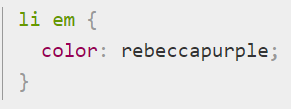 li em {
  color: rebeccapurple;
}